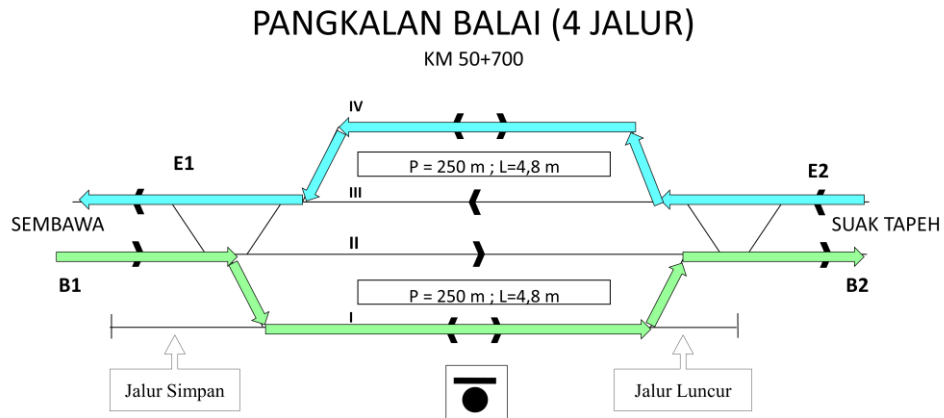 PANGKALAN BALAI (4 JALUR)
KM 50+700
IV
E1
P = 250 m ; L=4,8 m
E2
III
SEMBAWA
SUAK TAPEH
II
B1
P = 250 m ; L=4,8 m
B2
I
Jalur Simpan
Jalur Luncur